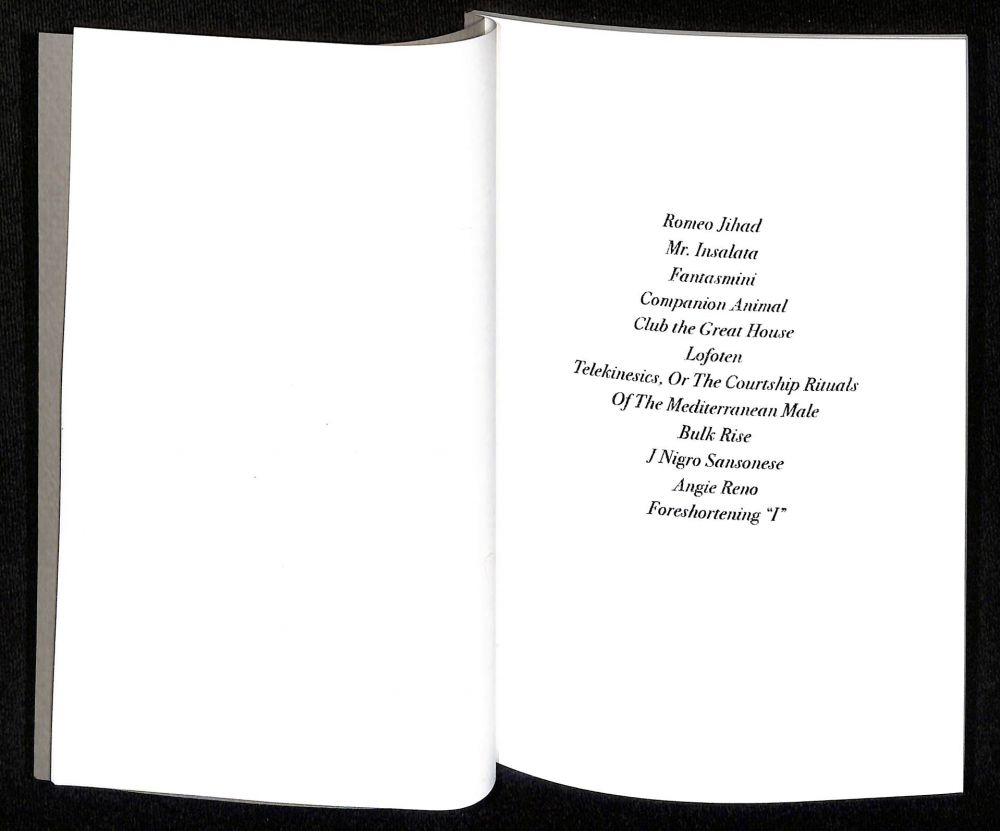 Romeo Jihad
Mr. Insalata
Fantasmini
Companion Animal
Club the Great House
Lofoten
Telekinesics, Or The Courtship Rituals
Of The Mediterranean Male
Bulk Rise
J Nigro Sansonese
Angie Reno
Foreshortening “I”